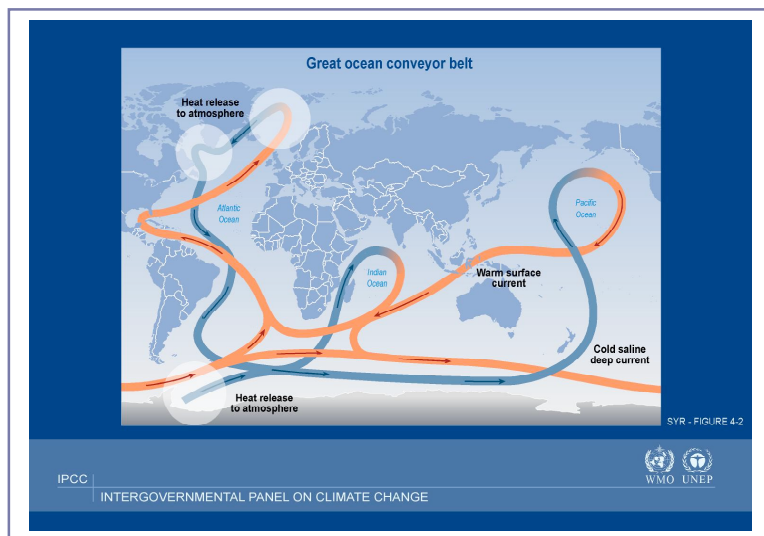 Great ocean conveyor belt
Heat release
to atmosphere
Atlantic
Ocean
Pacific
Ocean
Indian
Ocean
Warm surface
current
Cold saline
deep current
Heat release
to atmosphere
SYR - FIGURE 4-2
IPCC
INTERGOVERNMENTAL PANEL ON CLIMATE CHANGE
WMO UNEP